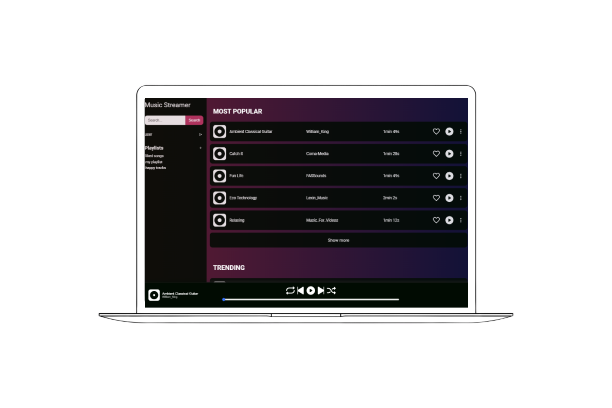 Music Streamer
Search...
Search
user
Playlists
+
liked songs
my playlist
happy tracks
MOST POPULAR
Ambient Classical Guitar William_King 1min 49s
Catch It ComaMedia 1min 28s
Fun Life FASSounds 1min 49s
Eco Technology Lexin_Music 2min 2s
Relaxing Music_For_Videos 1min 12s
Show more
TRENDING
Ambient Classical Guitar
William_King